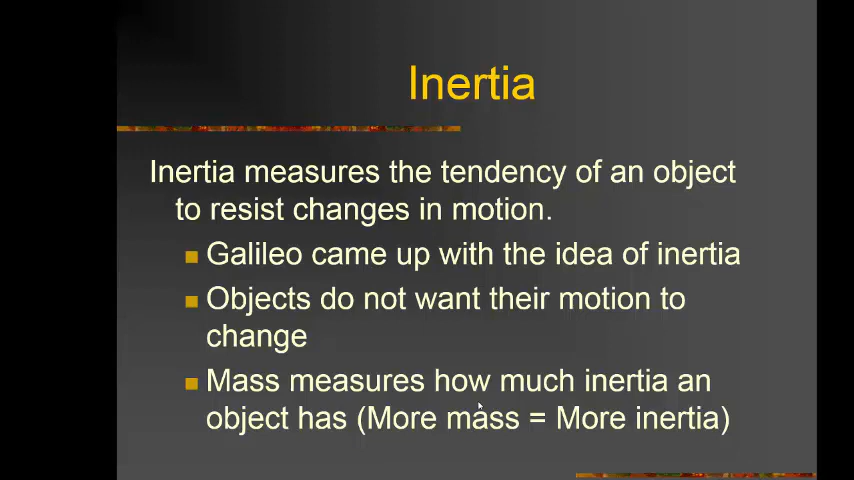 Inertia
Inertia measures the tendency of an object
to resist changes in motion.
Galileo came up with the idea of inertia
Objects do not want their motion to
change
Mass measures how much inertia an
object has (More mass = More inertia)